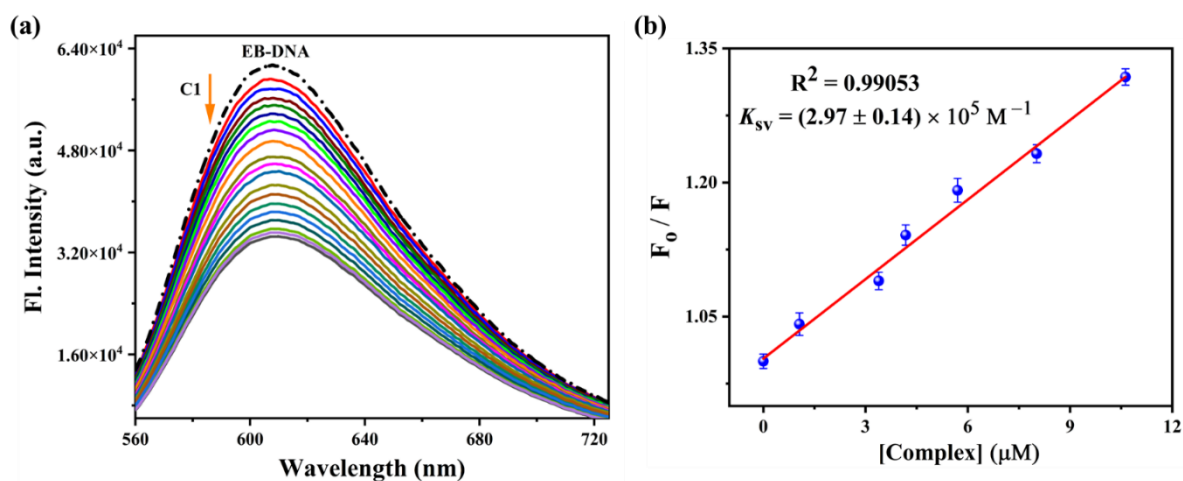 (a)
6.40×10⁴
4.80×10⁴
3.20×10⁴
1.60×10⁴
Fl. Intensity (a.u.)
EB-DNA
C1
560 600 640 680 720
Wavelength (nm)
(b)
1.35
1.20
1.05
F₀ / F
R² = 0.99053
Kₛᵥ = (2.97 ± 0.14) × 10⁵ M⁻¹
0 3 6 9 12
[Complex] (μM)